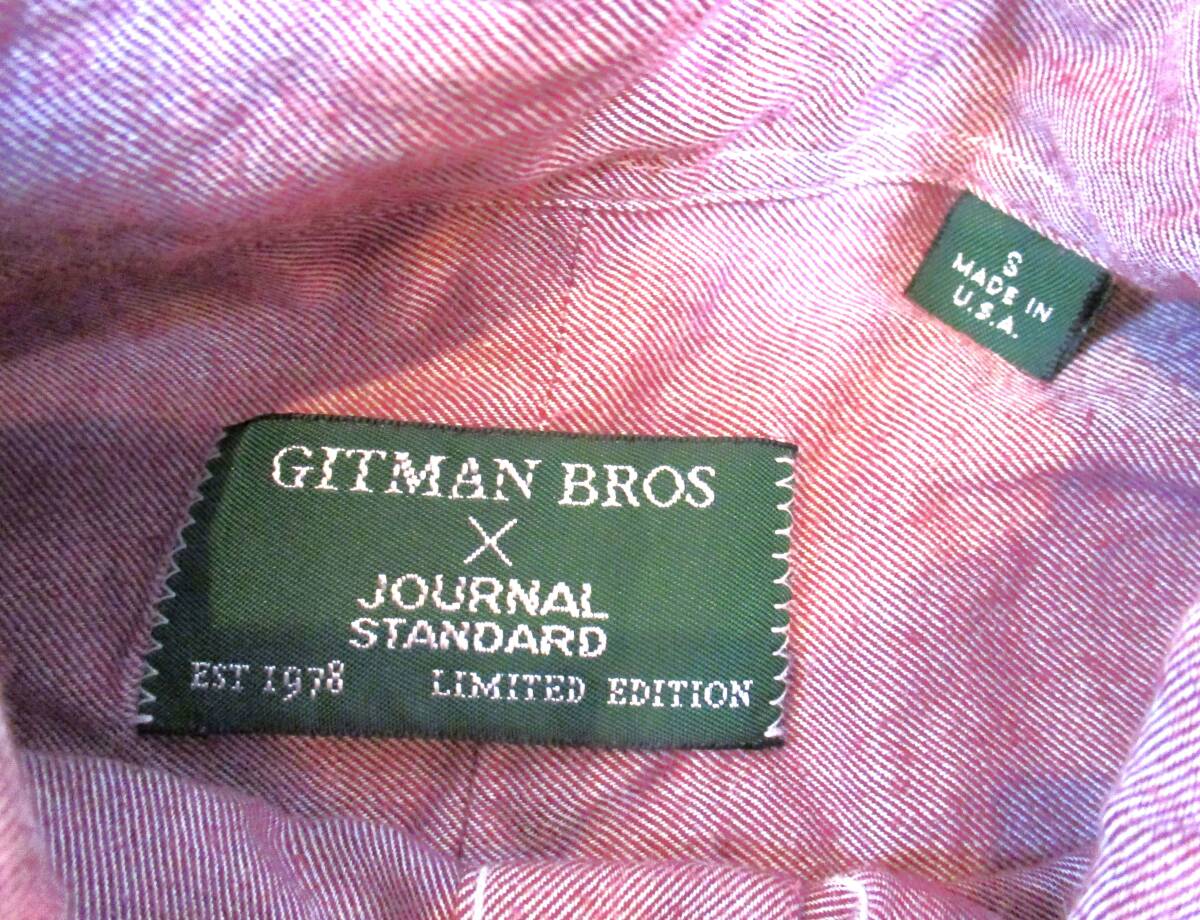 S
MADE IN
U.S.A.
GITMAN BROS
X
JOURNAL
STANDARD
EST 1978 LIMITED EDITION